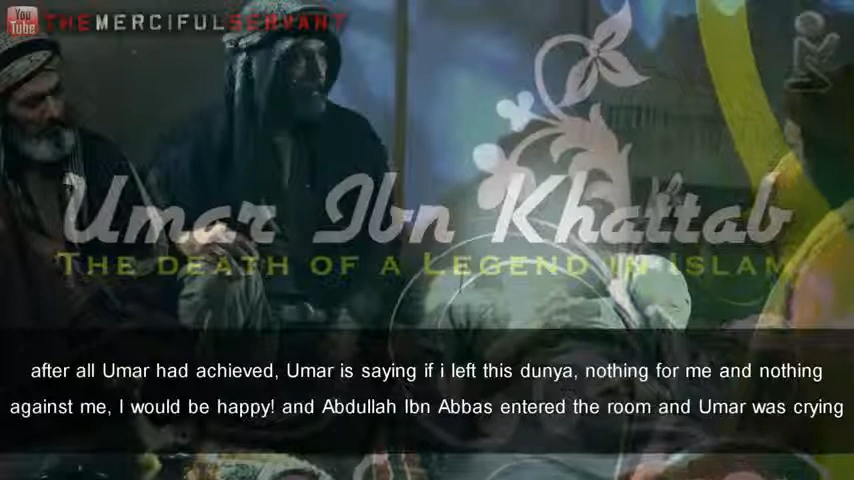 You
Tube
THEMERCIFULSERVANT
Umar Ibn Khattab
THE DEATH OF A LEGEND IN ISLAM
after all Umar had achieved, Umar is saying if i left this dunya, nothing for me and nothing
against me, I would be happy! and Abdullah Ibn Abbas entered the room and Umar was crying